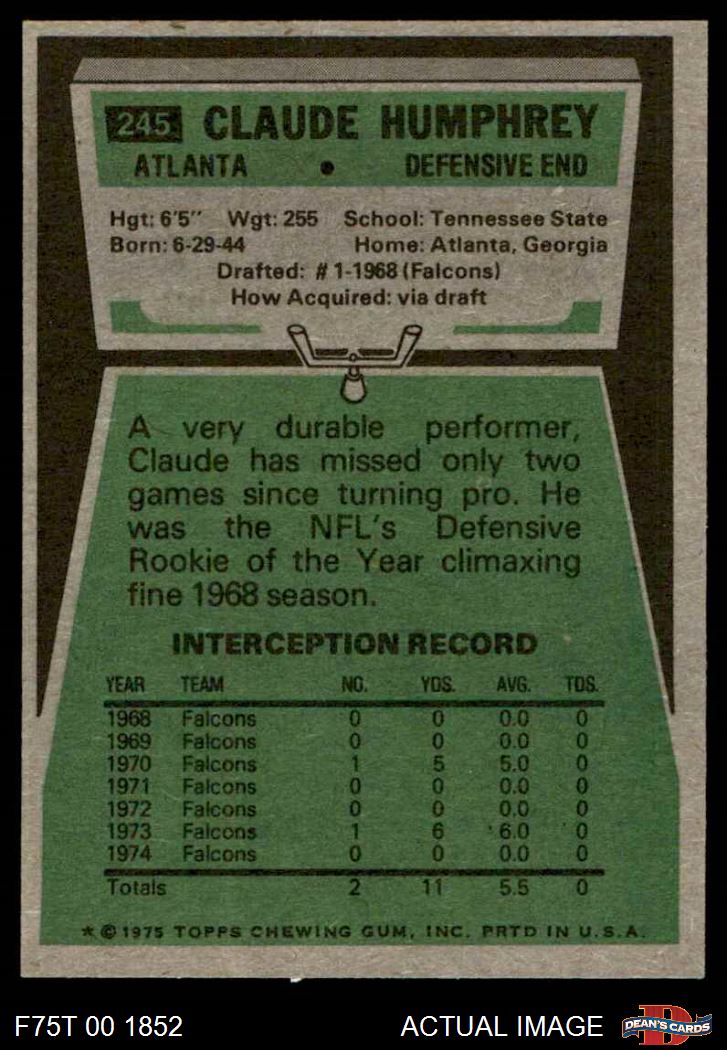 245 CLAUDE HUMPHREY
ATLANTA • DEFENSIVE END
Hgt: 6'5" Wgt: 255 School: Tennessee State
Born: 6-29-44 Home: Atlanta, Georgia
Drafted: #1-1968 (Falcons)
How Acquired: via draft
A very durable performer,
Claude has missed only two
games since turning pro. He
was the NFL's Defensive
Rookie of the Year climaxing
fine 1968 season.
INTERCEPTION RECORD
YEAR TEAM NO. YDS. AVG. TDS.
1968 Falcons 0 0 0.0 0
1969 Falcons 0 0 0.0 0
1970 Falcons 1 5 5.0 0
1971 Falcons 0 0 0.0 0
1972 Falcons 0 0 0.0 0
1973 Falcons 1 6 6.0 0
1974 Falcons 0 0 0.0 0
Totals 2 11 5.5 0
* © 1975 TOPPS CHEWING GUM, INC. PRTD IN U.S.A.
F75T 00 1852 ACTUAL IMAGE D DEAN'S CARDS